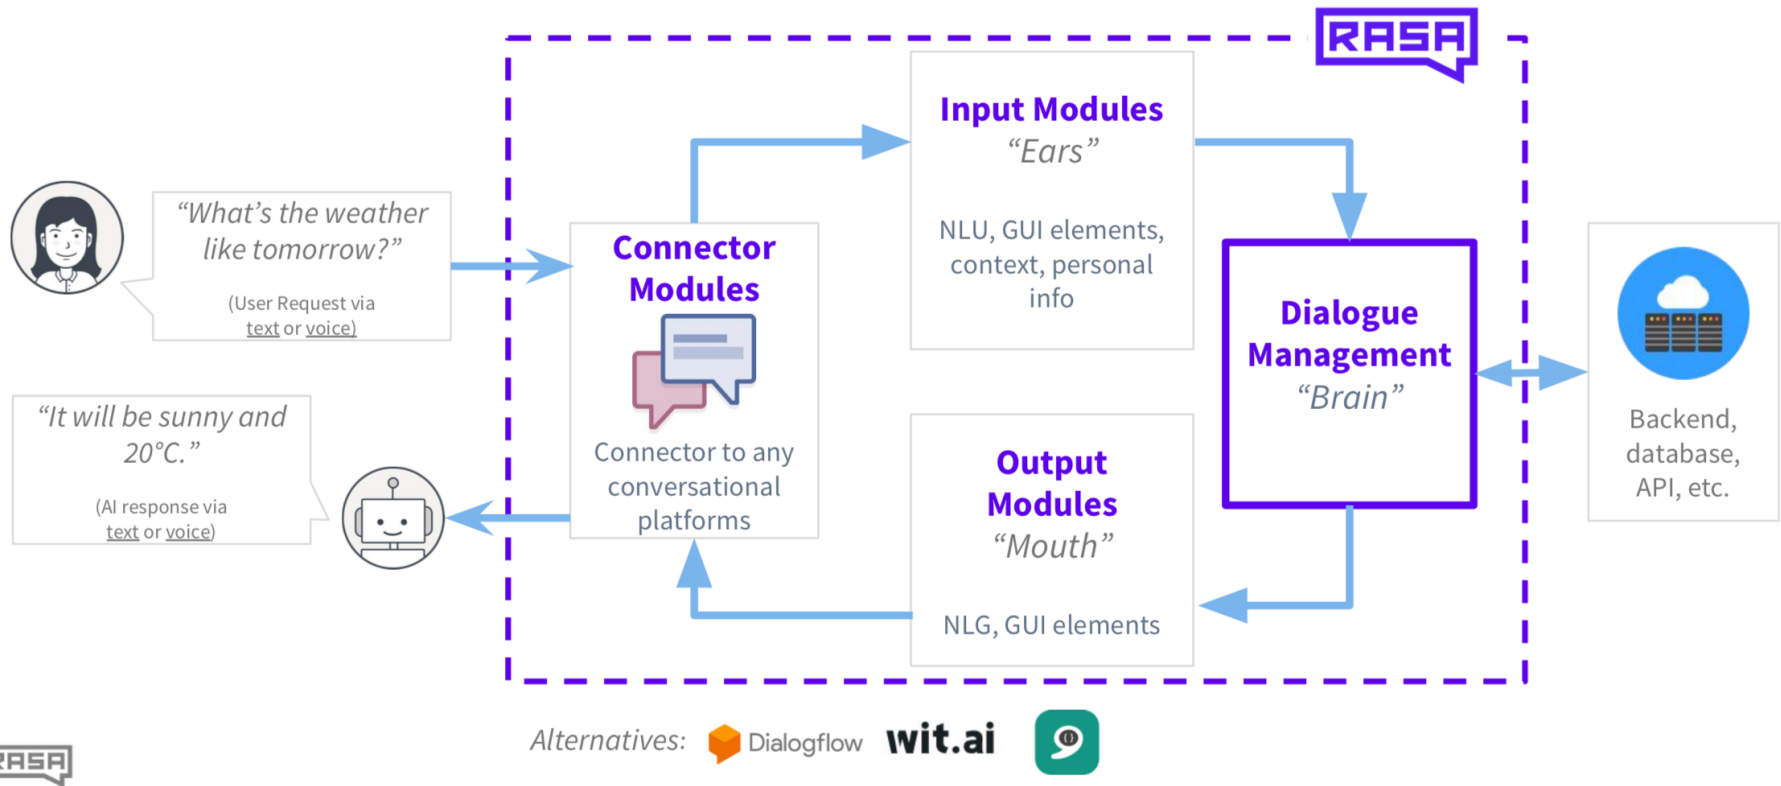 RASA
“What’s the weather
like tomorrow?”
(User Request via
text or voice)
“It will be sunny and
20°C.”
(AI response via
text or voice)
Connector
Modules
Connector to any
conversational
platforms
Input Modules
“Ears”
NLU, GUI elements,
context, personal
info
Dialogue
Management
“Brain”
Output
Modules
“Mouth”
NLG, GUI elements
Backend,
database,
API, etc.
Alternatives: Dialogflow wit.ai
RASA